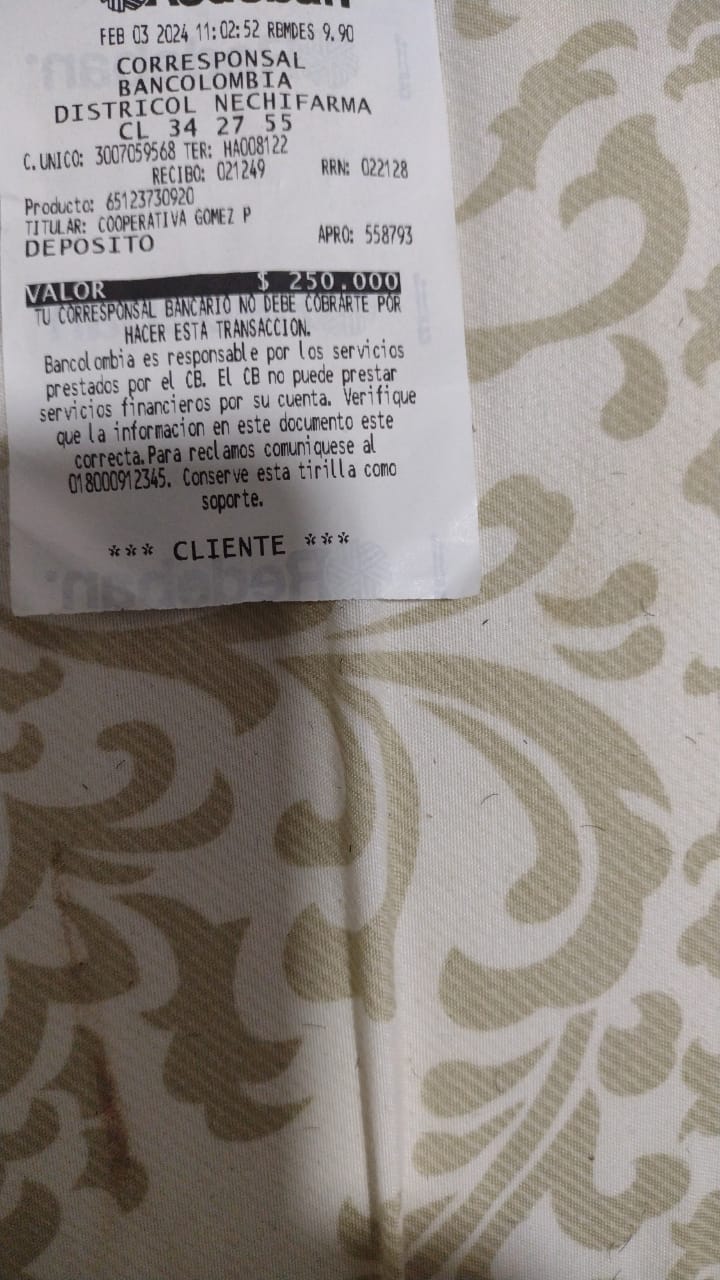 Redeban
FEB 03 2024 11:02:52 RBMDES 9.90
CORRESPONSAL
BANCOLOMBIA
DISTRICOL NECHIFARMA
CL 34 27 55
C.UNICO: 3007059568 TER: HA008122
RECIBO: 021249 RRN: 022128
Producto: 65123730920
TITULAR: COOPERATIVA GOMEZ P
DEPOSITO APRO: 558793
VALOR $ 250.000
TU CORRESPONSAL BANCARIO NO DEBE COBRARTE POR
HACER ESTA TRANSACCION.
Bancolombia es responsable por los servicios
prestados por el CB. El CB no puede prestar
servicios financieros por su cuenta. Verifique
que la informacion en este documento este
correcta.Para reclamos comuniquese al
018000912345. Conserve esta tirilla como
soporte.
*** CLIENTE ***
Redeban